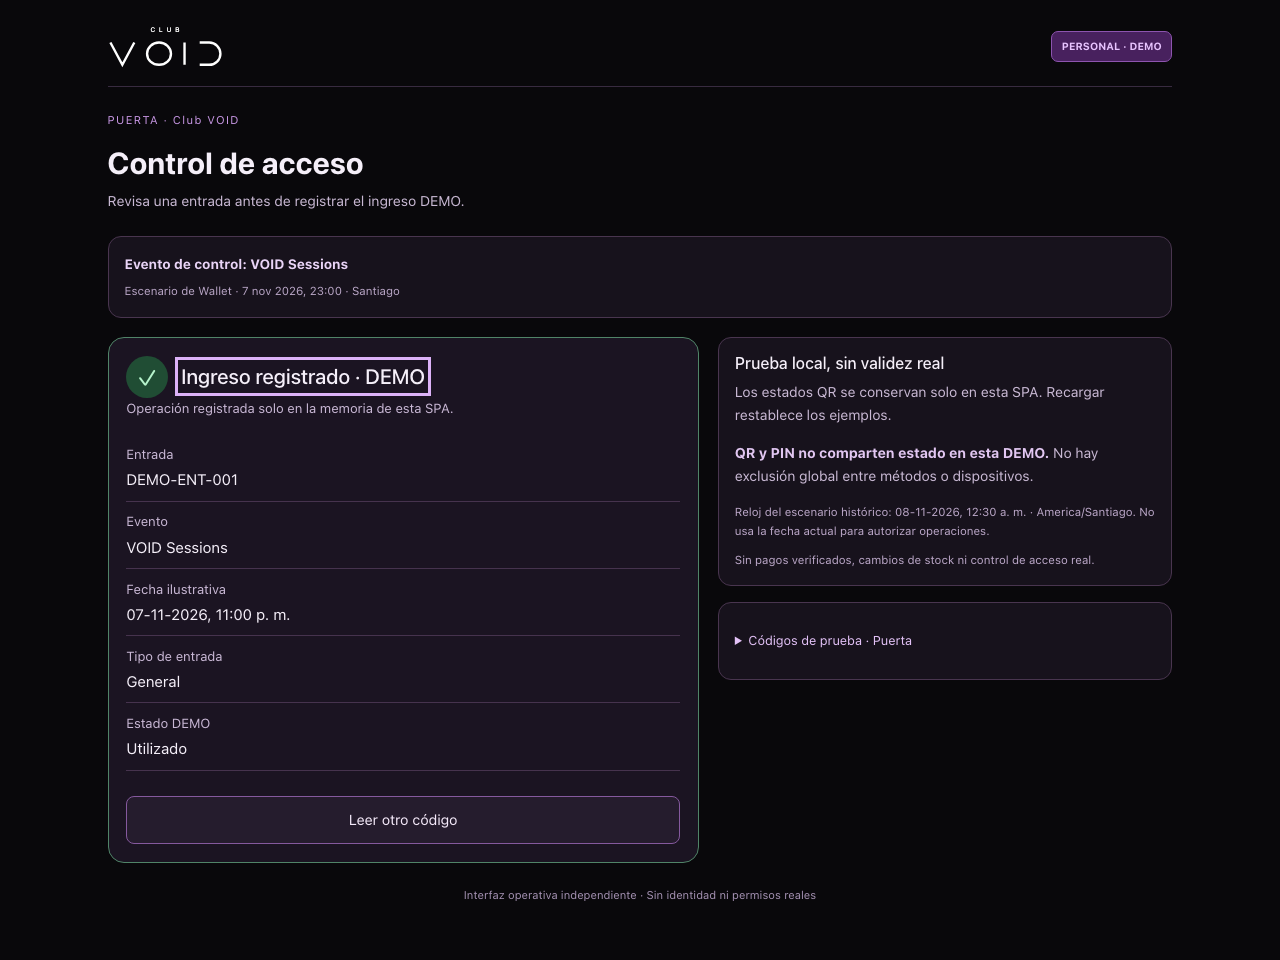 CLUB
VOID
PERSONAL · DEMO
PUERTA · Club VOID
Control de acceso
Revisa una entrada antes de registrar el ingreso DEMO.
Evento de control: VOID Sessions
Escenario de Wallet · 7 nov 2026, 23:00 · Santiago
Ingreso registrado · DEMO
Operación registrada solo en la memoria de esta SPA.
Entrada
DEMO-ENT-001
Evento
VOID Sessions
Fecha ilustrativa
07-11-2026, 11:00 p. m.
Tipo de entrada
General
Estado DEMO
Utilizado
Leer otro código
Prueba local, sin validez real
Los estados QR se conservan solo en esta SPA. Recargar
restablece los ejemplos.
QR y PIN no comparten estado en esta DEMO. No hay
exclusión global entre métodos o dispositivos.
Reloj del escenario histórico: 08-11-2026, 12:30 a. m. · America/Santiago. No
usa la fecha actual para autorizar operaciones.
Sin pagos verificados, cambios de stock ni control de acceso real.
Códigos de prueba · Puerta
Interfaz operativa independiente · Sin identidad ni permisos reales